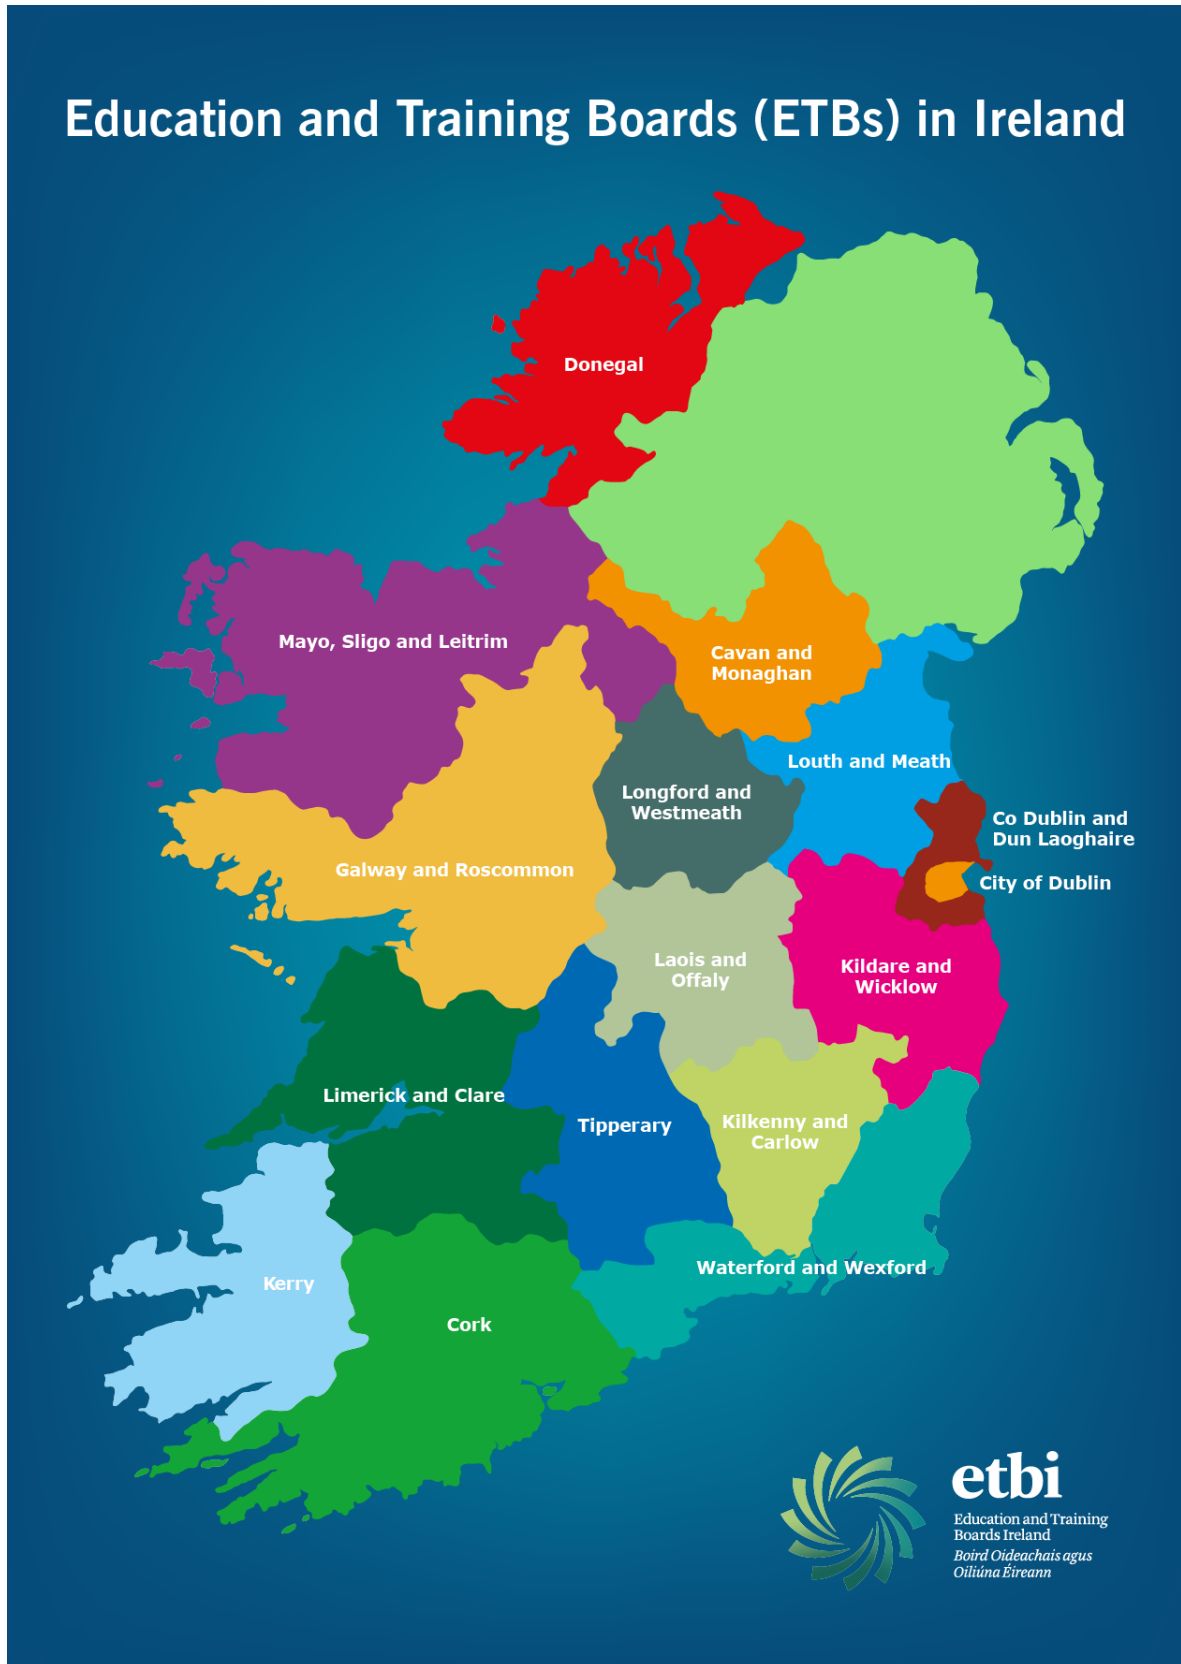 Education and Training Boards (ETBs) in Ireland
Donegal
Mayo, Sligo and Leitrim
Cavan and
Monaghan
Louth and Meath
Longford and
Westmeath
Co Dublin and
Dun Laoghaire
Galway and Roscommon
City of Dublin
Laois and
Offaly
Kildare and
Wicklow
Limerick and Clare
Tipperary
Kilkenny and
Carlow
Waterford and Wexford
Kerry
Cork
etbi
Education and Training
Boards Ireland
Boird Oideachais agus
Oiliúna Éireann